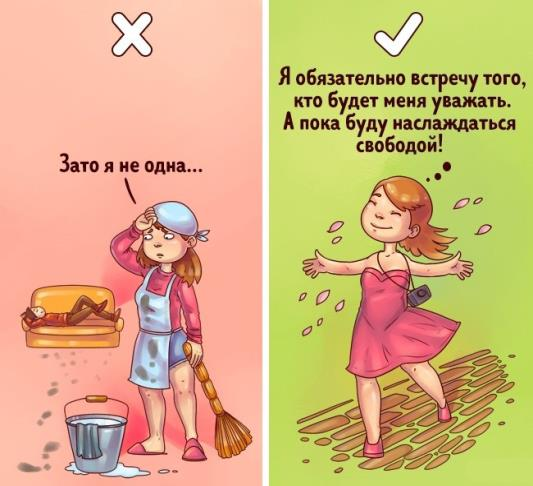 Зато я не одна...
Я обязательно встречу того,
кто будет меня уважать.
А пока буду наслаждаться
свободой!